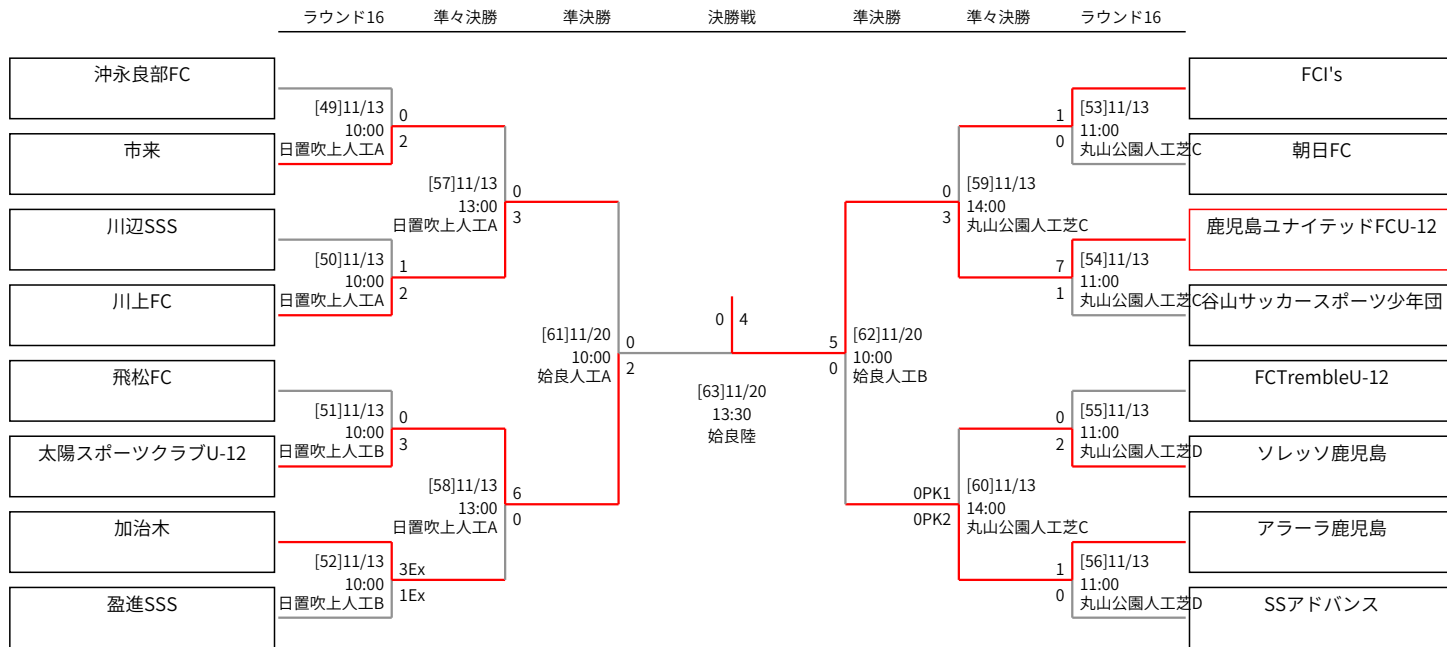 ラウンド16 準々決勝 準決勝 決勝戦 準決勝 準々決勝 ラウンド16
沖永良部FC
[49]11/13
10:00
日置吹上人工A
0
2
市来
川辺SSS
[50]11/13
10:00
日置吹上人工A
1
2
川上FC
[57]11/13
13:00
日置吹上人工A
0
3
飛松FC
[51]11/13
10:00
日置吹上人工B
0
3
太陽スポーツクラブU-12
加治木
[52]11/13
10:00
日置吹上人工B
3Ex
1Ex
盈進SSS
[58]11/13
13:00
日置吹上人工A
6
0
[61]11/20
10:00
姶良人工A
0
2
0 4
[63]11/20
13:30
姶良陸
5
0
[62]11/20
10:00
姶良人工B
0
3
[59]11/13
14:00
丸山公園人工芝C
FCI's
1
0
[53]11/13
11:00
丸山公園人工芝C
朝日FC
鹿児島ユナイテッドFCU-12
7
1
[54]11/13
11:00
丸山公園人工芝C
谷山サッカースポーツ少年団
0PK1
0PK2
[60]11/13
14:00
丸山公園人工芝C
FCTrembleU-12
0
2
[55]11/13
11:00
丸山公園人工芝D
ソレッソ鹿児島
アラーラ鹿児島
1
0
[56]11/13
11:00
丸山公園人工芝D
SSアドバンス